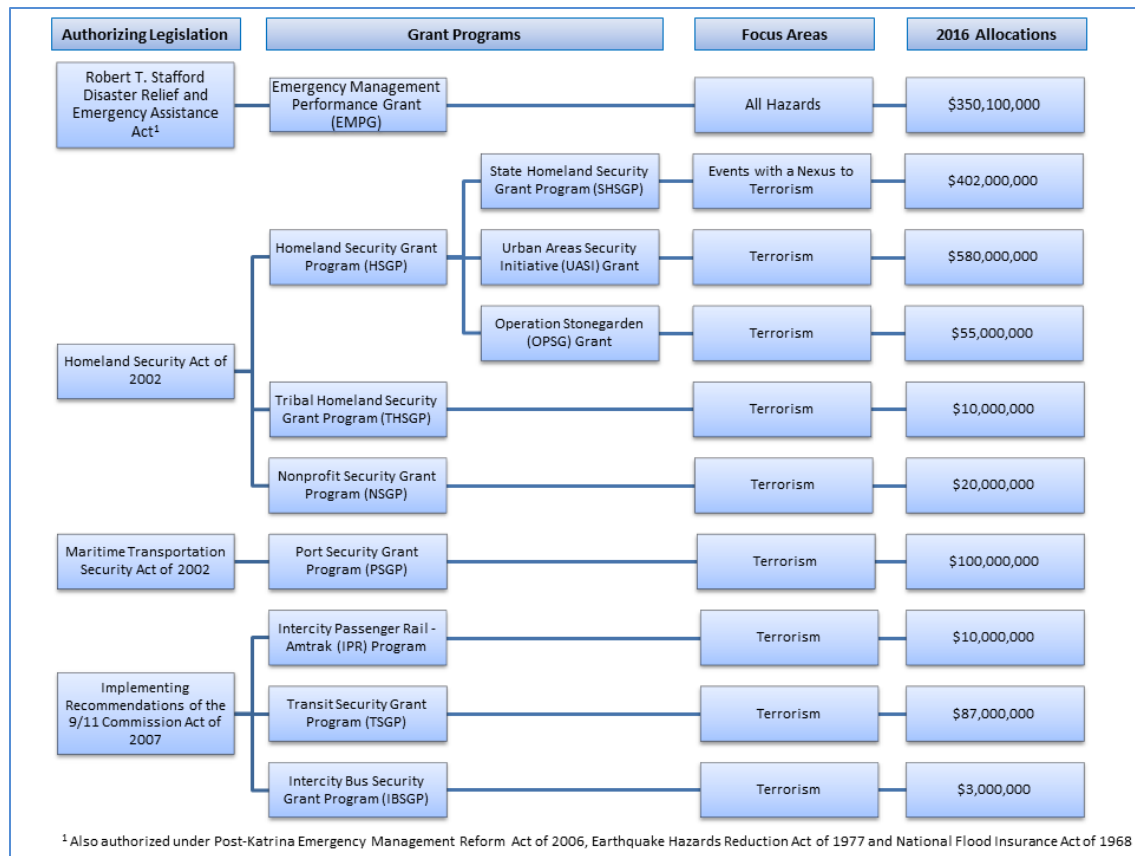 Authorizing Legislation
Grant Programs
Focus Areas
2016 Allocations
Robert T. Stafford
Disaster Relief and
Emergency Assistance
Act¹
Emergency Management
Performance Grant
(EMPG)
All Hazards
$350,100,000
State Homeland Security
Grant Program (SHSGP)
Events with a Nexus to
Terrorism
$402,000,000
Homeland Security Grant
Program (HSGP)
Urban Areas Security
Initiative (UASI) Grant
Terrorism
$580,000,000
Operation Stonegarden
(OPSG) Grant
Terrorism
$55,000,000
Homeland Security Act of
2002
Tribal Homeland Security
Grant Program (THSGP)
Terrorism
$10,000,000
Nonprofit Security Grant
Program (NSGP)
Terrorism
$20,000,000
Maritime Transportation
Security Act of 2002
Port Security Grant
Program (PSGP)
Terrorism
$100,000,000
Intercity Passenger Rail -
Amtrak (IPR) Program
Terrorism
$10,000,000
Implementing
Recommendations of the
9/11 Commission Act of
2007
Transit Security Grant
Program (TSGP)
Terrorism
$87,000,000
Intercity Bus Security
Grant Program (IBSGP)
Terrorism
$3,000,000
¹ Also authorized under Post-Katrina Emergency Management Reform Act of 2006, Earthquake Hazards Reduction Act of 1977 and National Flood Insurance Act of 1968